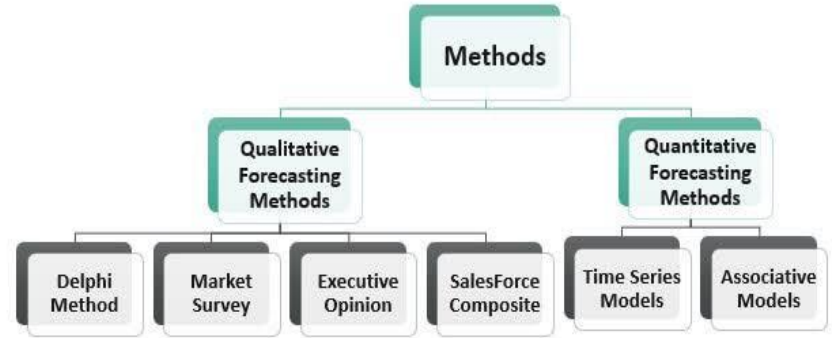 Methods
Qualitative
Forecasting
Methods
Quantitative
Forecasting
Methods
Delphi
Method
Market
Survey
Executive
Opinion
SalesForce
Composite
Time Series
Models
Associative
Models